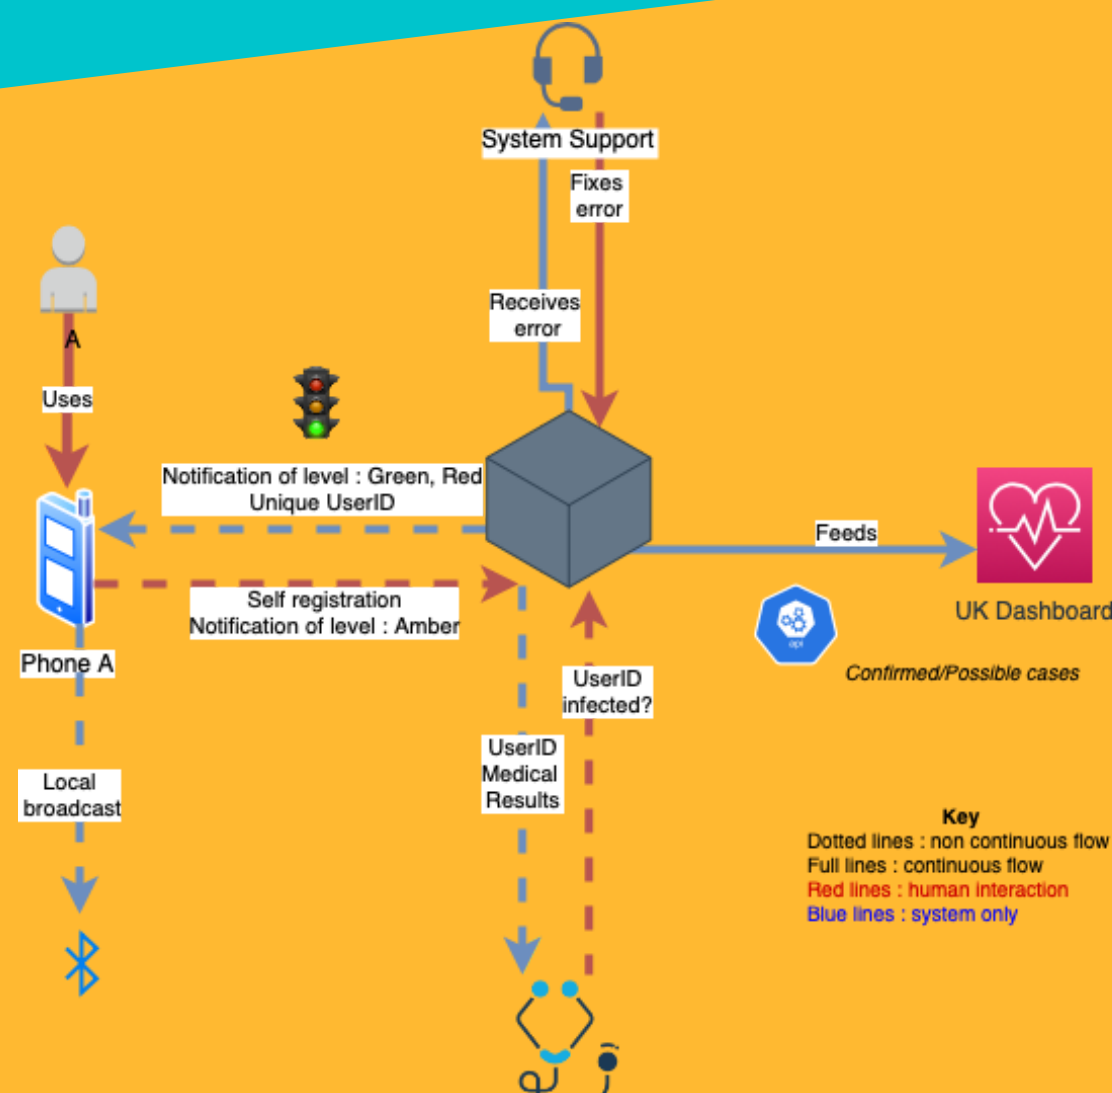 System Support
Fixes
error
Receives
error
A
Uses
Notification of level : Green, Red
Unique UserID
Feeds
Self registration
Notification of level : Amber
UK Dashboard
api
Phone A
Confirmed/Possible cases
UserID
infected?
UserID
Medical
Results
Local
broadcast
Key
Dotted lines : non continuous flow
Full lines : continuous flow
Red lines : human interaction
Blue lines : system only